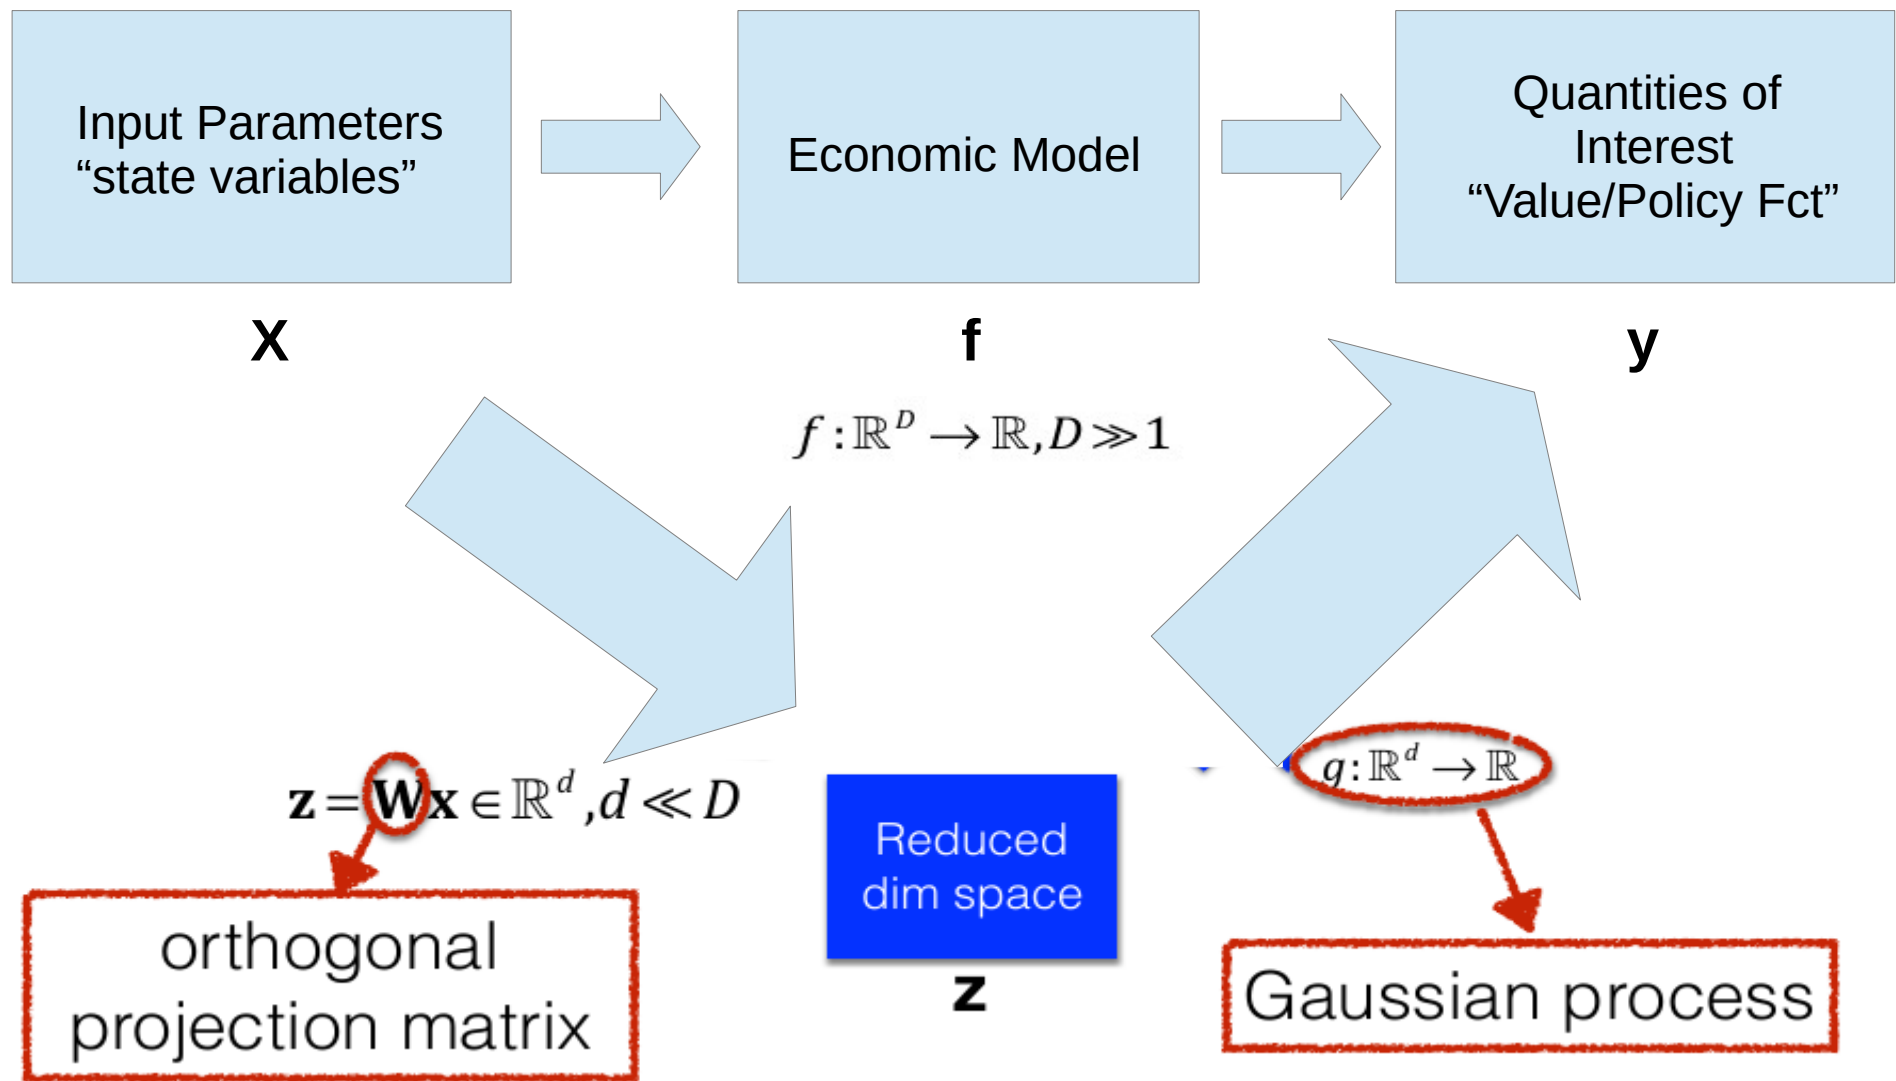 Input Parameters
“state variables”
Economic Model
Quantities of
Interest
“Value/Policy Fct”
X
f
y
f : ℝ^D → ℝ, D ≫ 1
z = Wx ∈ ℝ^d, d ≪ D
g: ℝ^d → ℝ
Reduced
dim space
z
orthogonal
projection matrix
Gaussian process